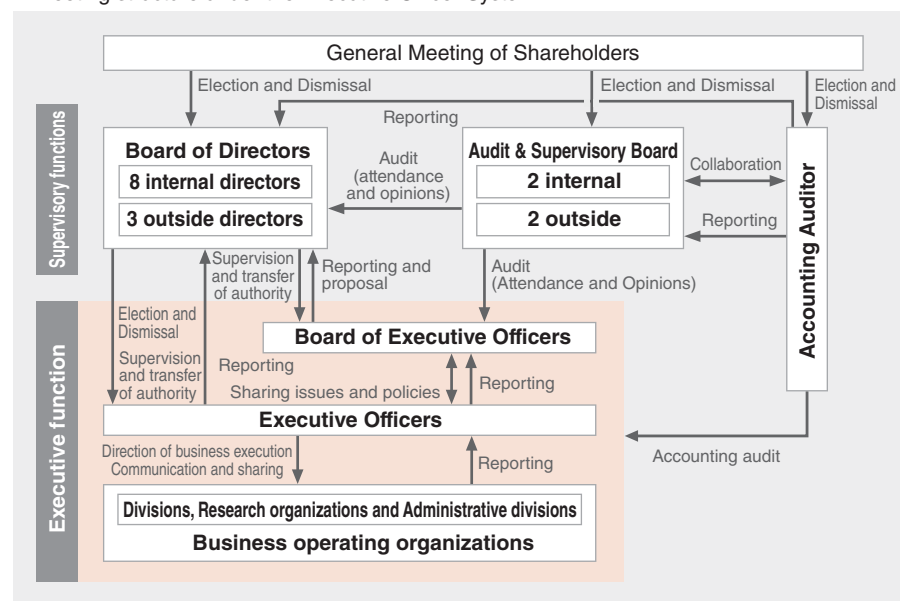 General Meeting of Shareholders
Election and Dismissal
Election and Dismissal
Election and
Dismissal
Reporting
Supervisory functions
Board of Directors
8 internal directors
3 outside directors
Audit
(attendance
and opinions)
Audit & Supervisory Board
2 internal
2 outside
Collaboration
Reporting
Accounting Auditor
Supervision
and transfer
of authority
Reporting and
proposal
Audit
(Attendance and Opinions)
Executive function
Election and
Dismissal
Supervision
and transfer
of authority
Board of Executive Officers
Reporting
Sharing issues and policies
Reporting
Executive Officers
Direction of business execution
Communication and sharing
Reporting
Accounting audit
Divisions, Research organizations and Administrative divisions
Business operating organizations